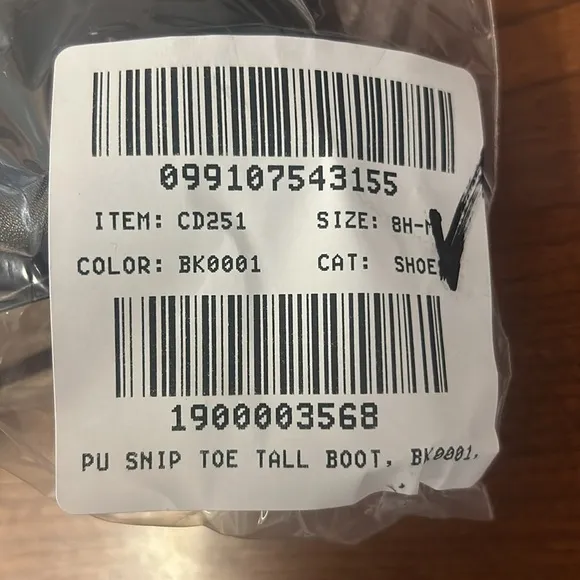 099107543155
ITEM: CD251 SIZE: 8H-M
COLOR: BK0001 CAT: SHOE
1900003568
PU SNIP TOE TALL BOOT, BK0001,